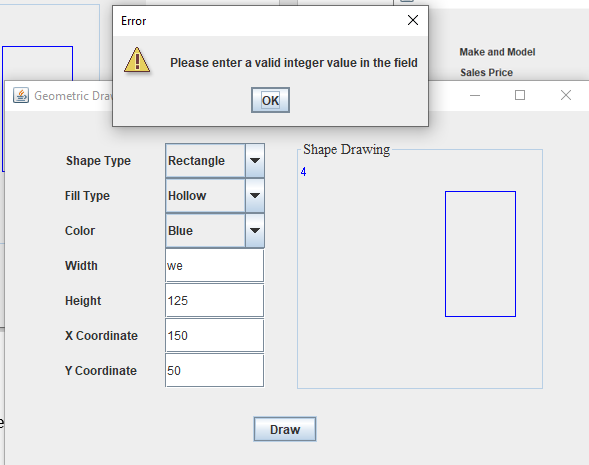 Error
Please enter a valid integer value in the field
OK
Make and Model
Sales Price
Geometric Draw
Shape Type
Rectangle
Fill Type
Hollow
Color
Blue
Width
we
Height
125
X Coordinate
150
Y Coordinate
50
Shape Drawing
4
Draw
e